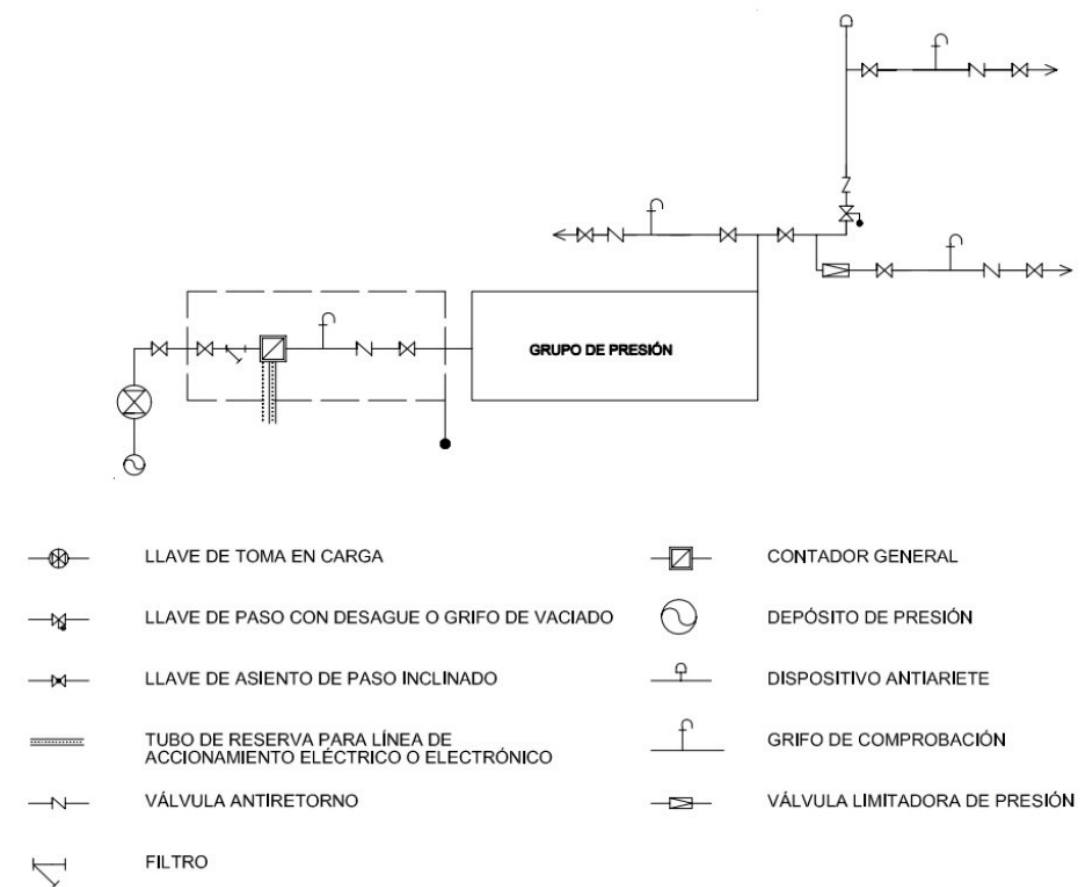 GRUPO DE PRESIÓN
LLAVE DE TOMA EN CARGA
CONTADOR GENERAL
LLAVE DE PASO CON DESAGUE O GRIFO DE VACIADO
DEPÓSITO DE PRESIÓN
LLAVE DE ASIENTO DE PASO INCLINADO
DISPOSITIVO ANTIARIETE
TUBO DE RESERVA PARA LÍNEA DE
ACCIONAMIENTO ELÉCTRICO O ELECTRÓNICO
GRIFO DE COMPROBACIÓN
VÁLVULA ANTIRETORNO
VÁLVULA LIMITADORA DE PRESIÓN
FILTRO